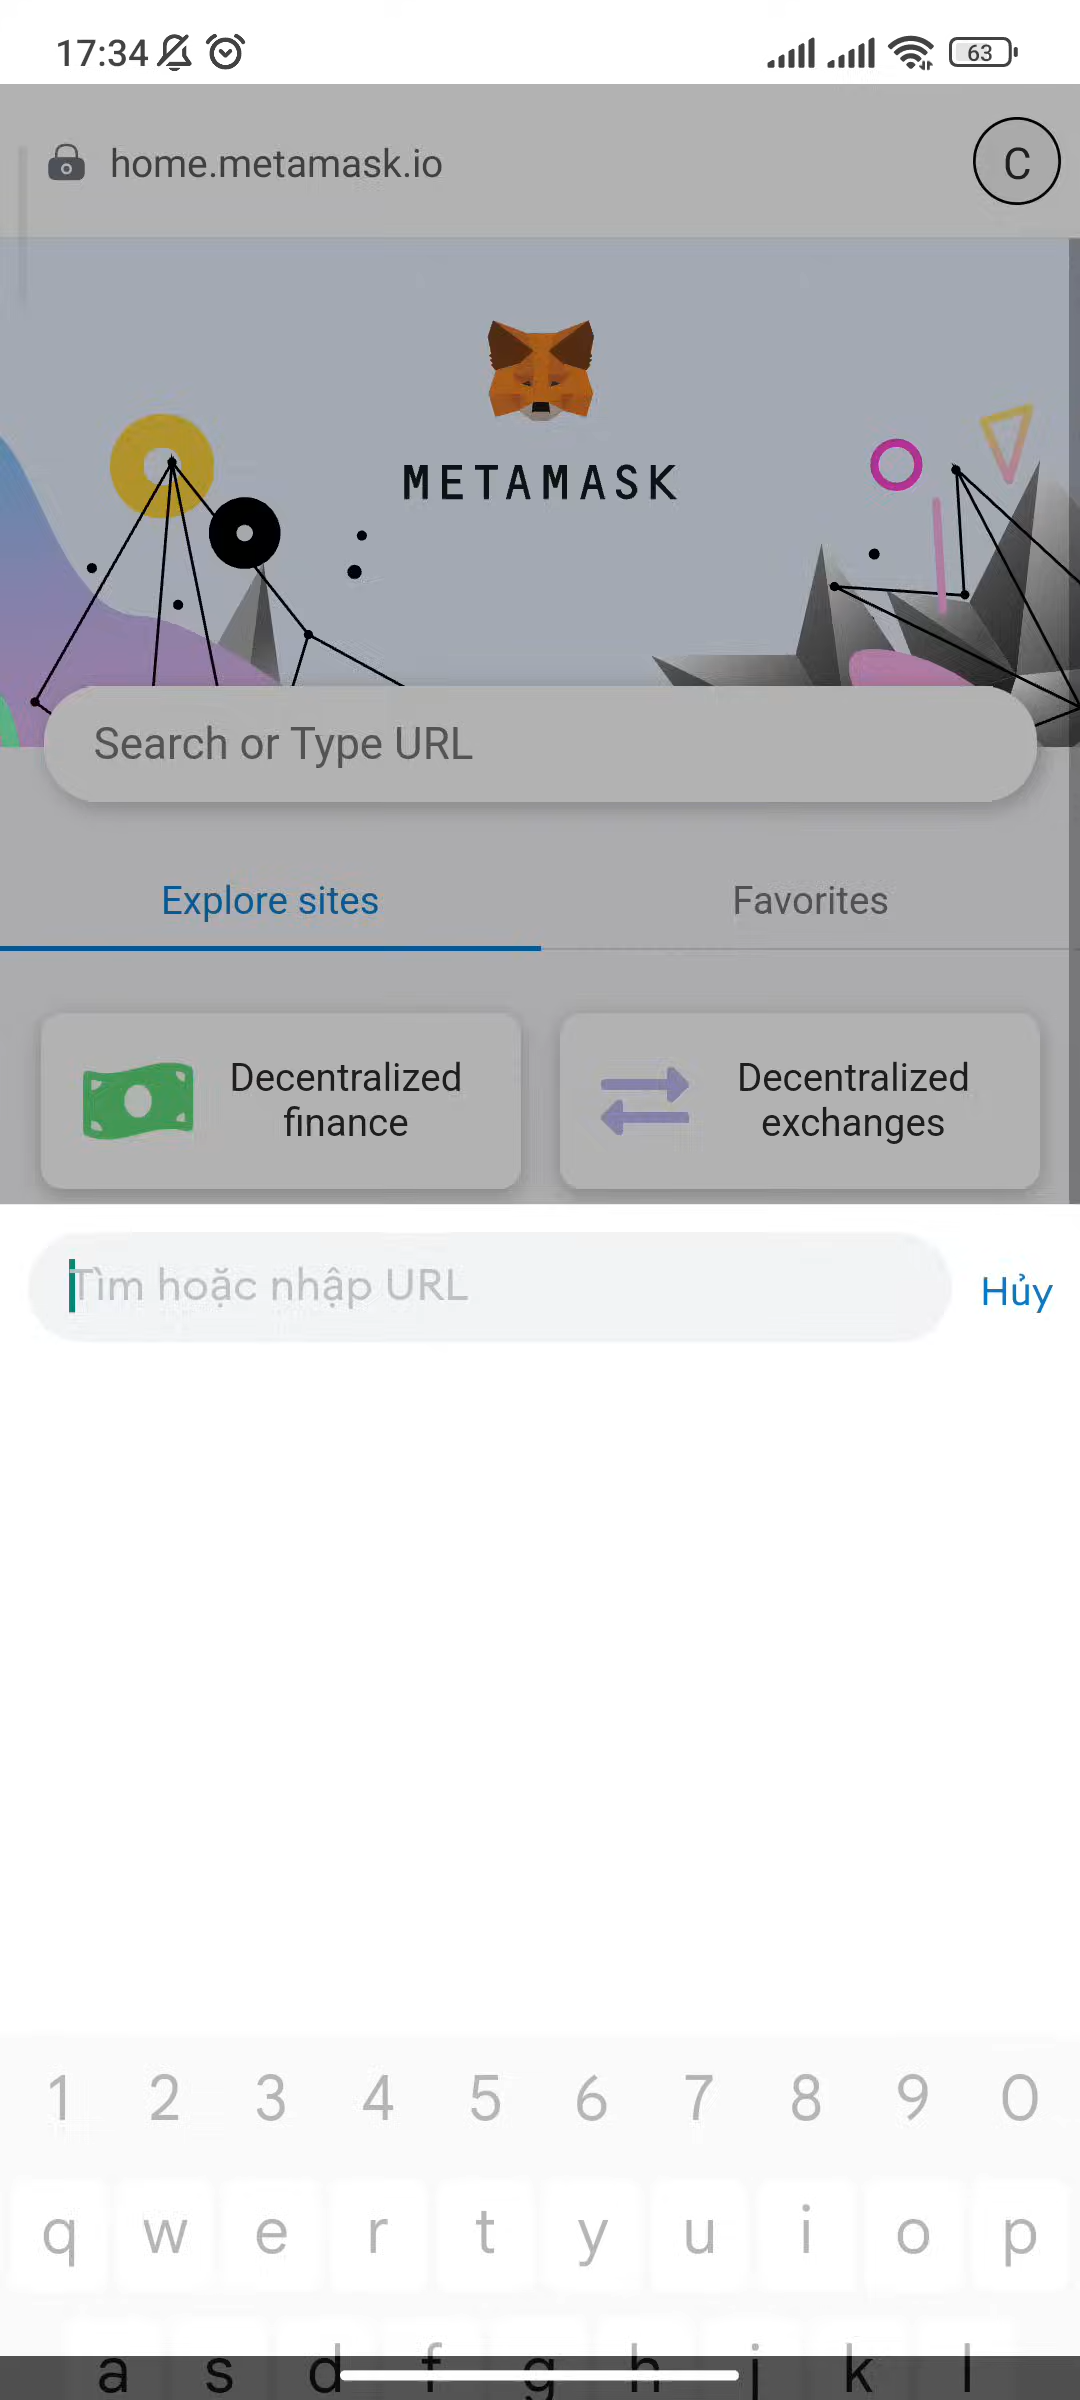 17:34
63
home.metamask.io
C
METAMASK
Search or Type URL
Explore sites
Favorites
Decentralized
finance
Decentralized
exchanges
Tìm hoặc nhập URL
Hủy
1 2 3 4 5 6 7 8 9 0
q w e r t y u i o p
a s d f g h j k l